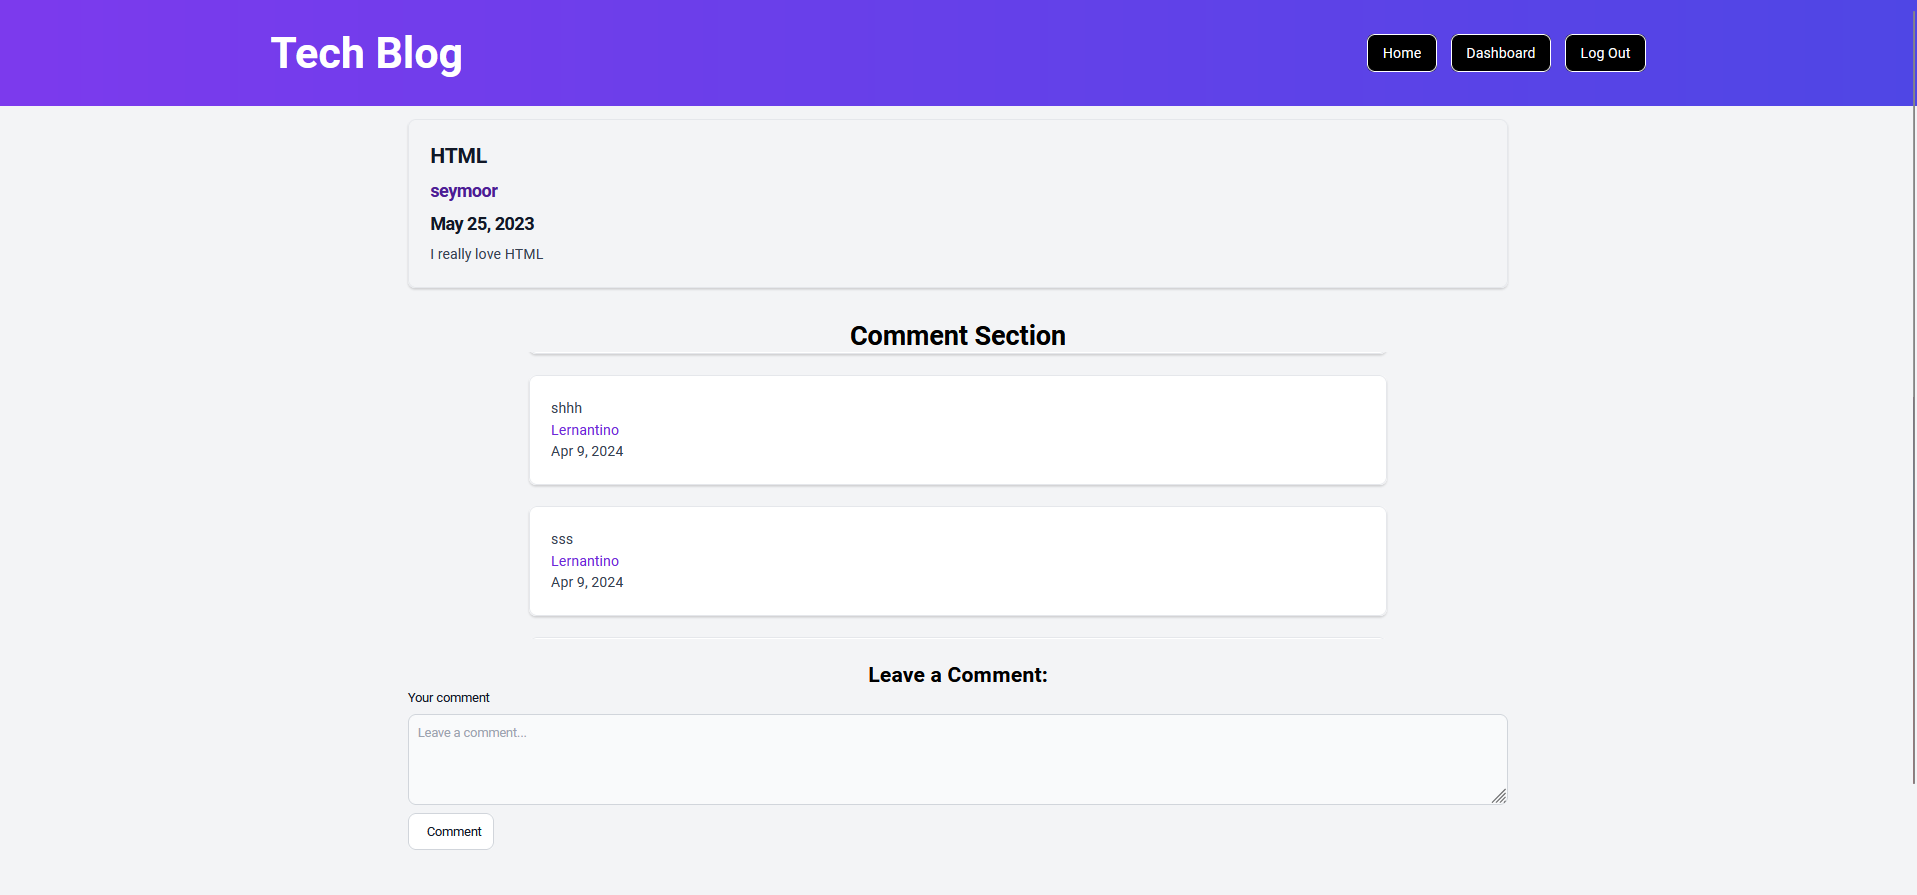 Tech Blog
Home
Dashboard
Log Out
HTML
seymoor
May 25, 2023
I really love HTML
Comment Section
shhh
Lernantino
Apr 9, 2024
sss
Lernantino
Apr 9, 2024
Leave a Comment:
Your comment
Leave a comment...
Comment